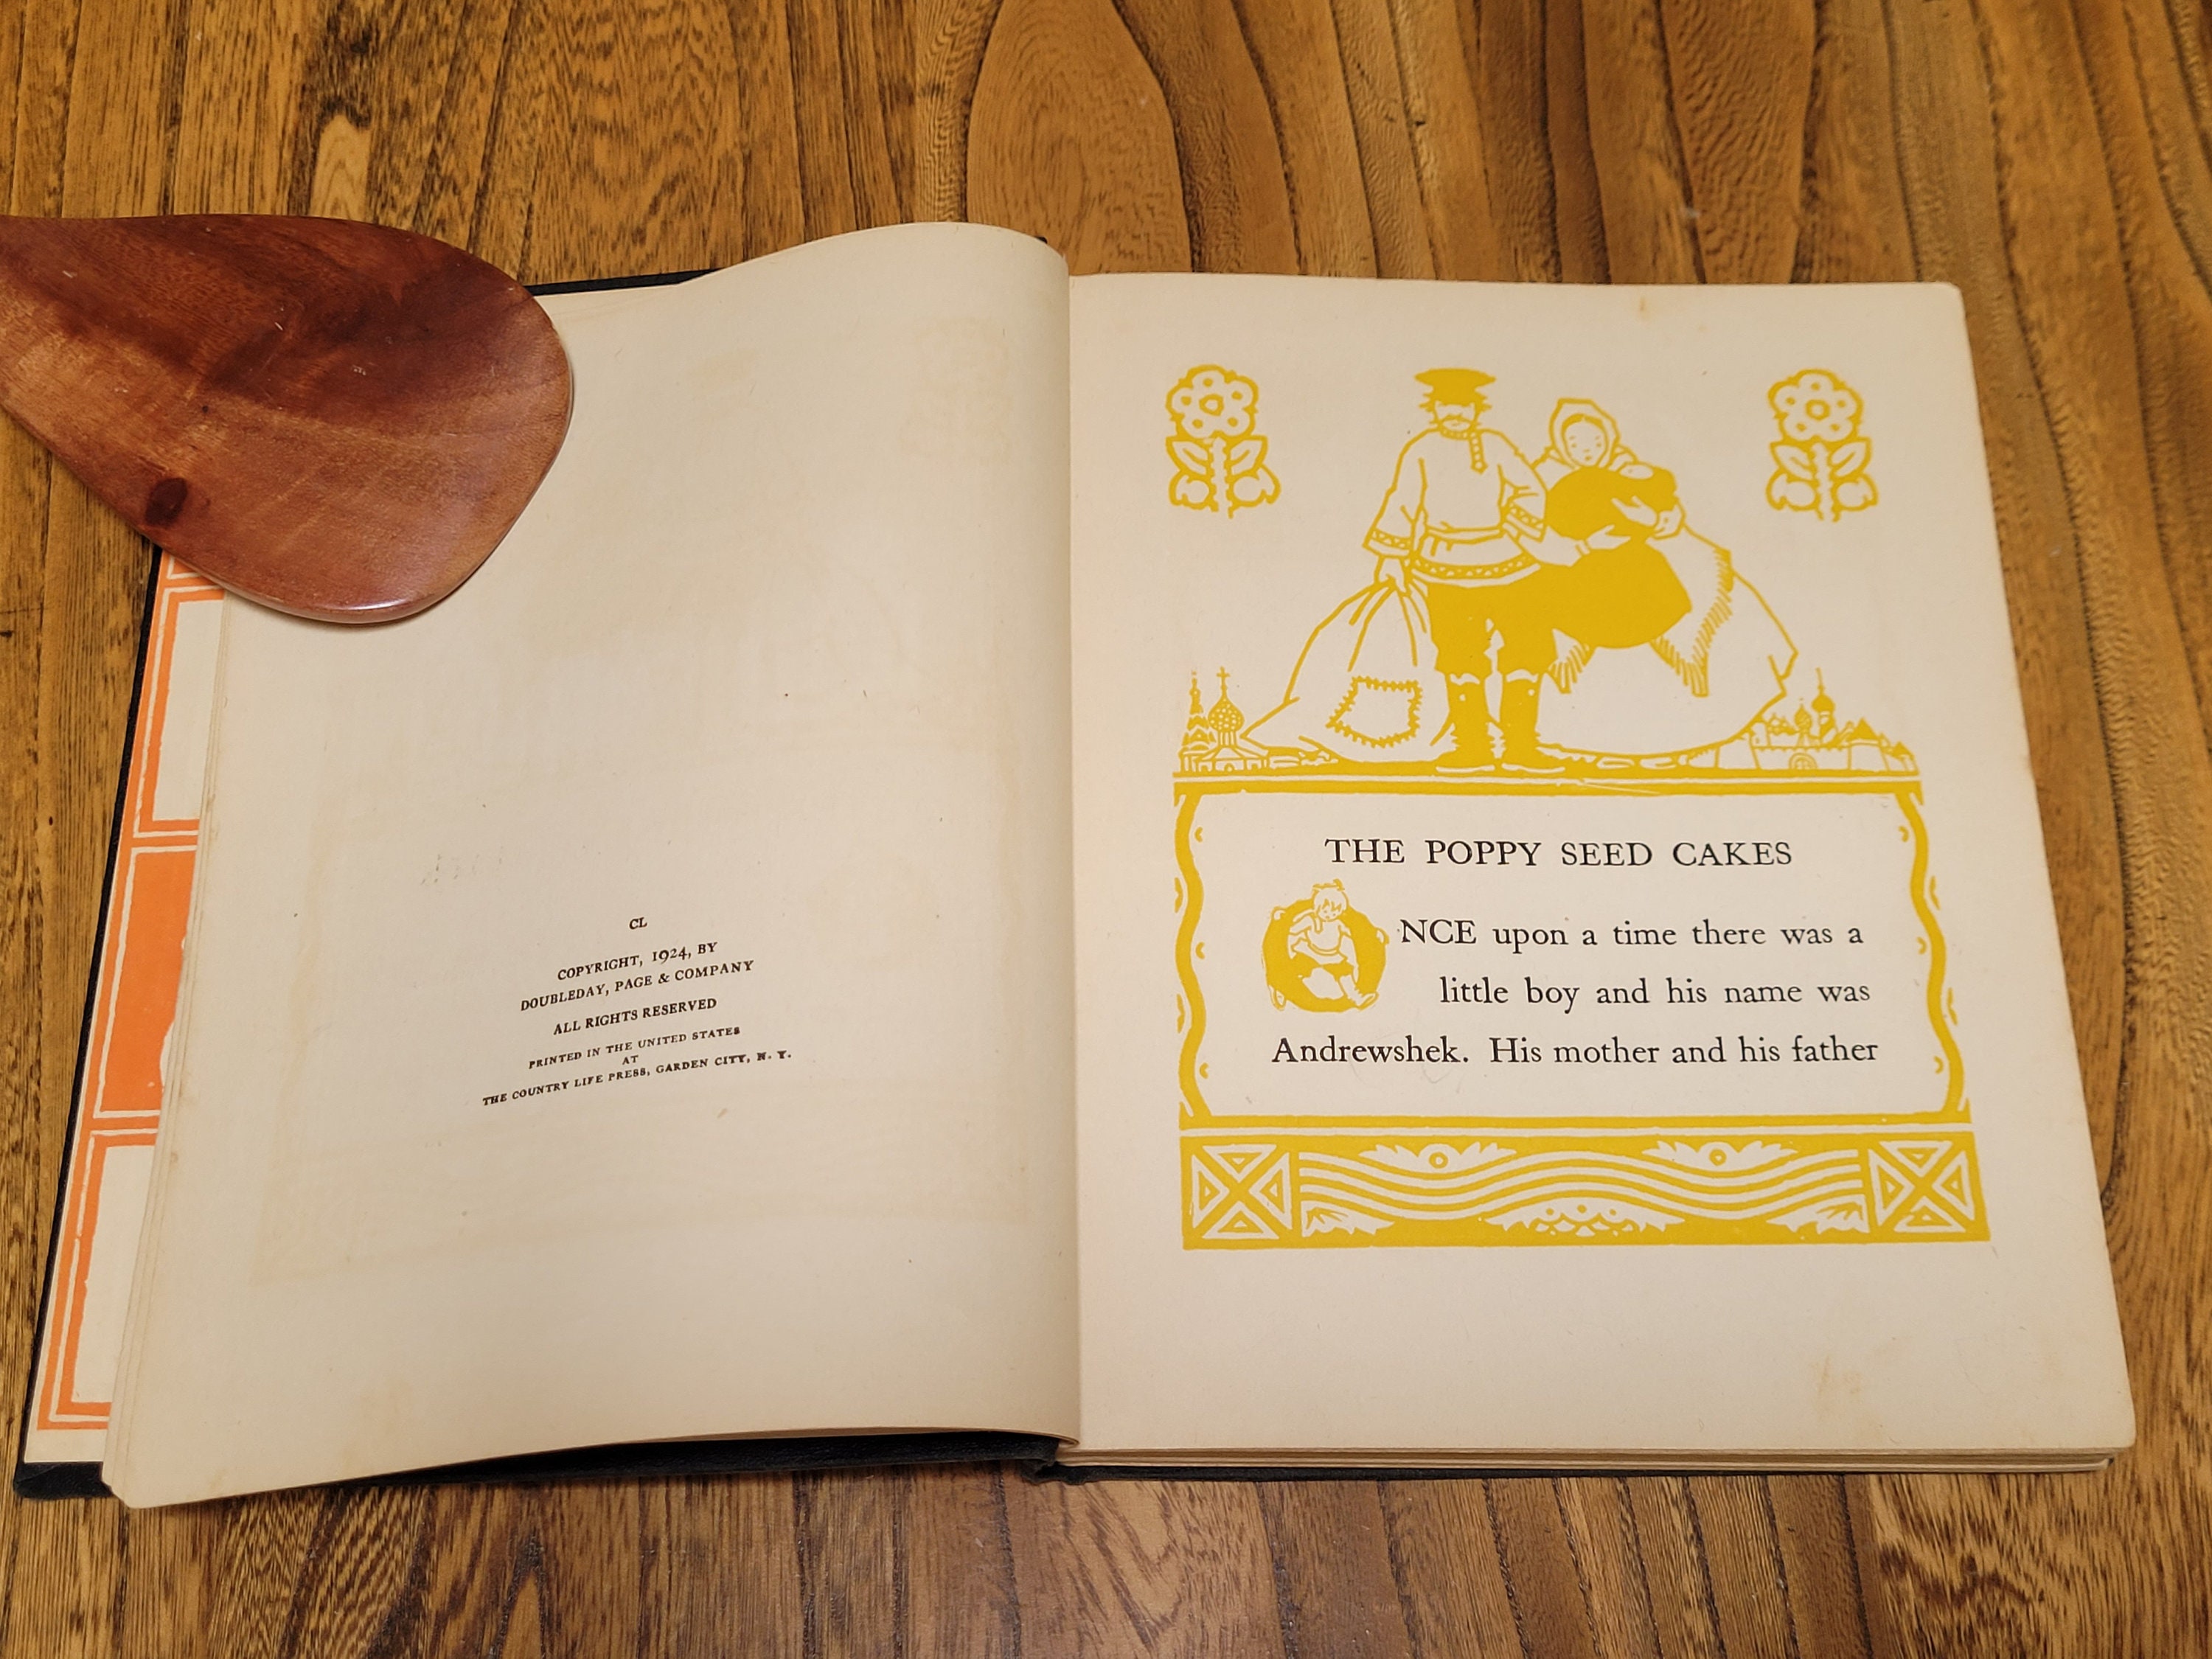 CL
COPYRIGHT, 1924, BY
DOUBLEDAY, PAGE & COMPANY
ALL RIGHTS RESERVED
PRINTED IN THE UNITED STATES
AT
THE COUNTRY LIFE PRESS, GARDEN CITY, N. Y.
THE POPPY SEED CAKES
ONCE upon a time there was a
little boy and his name was
Andrewshek. His mother and his father